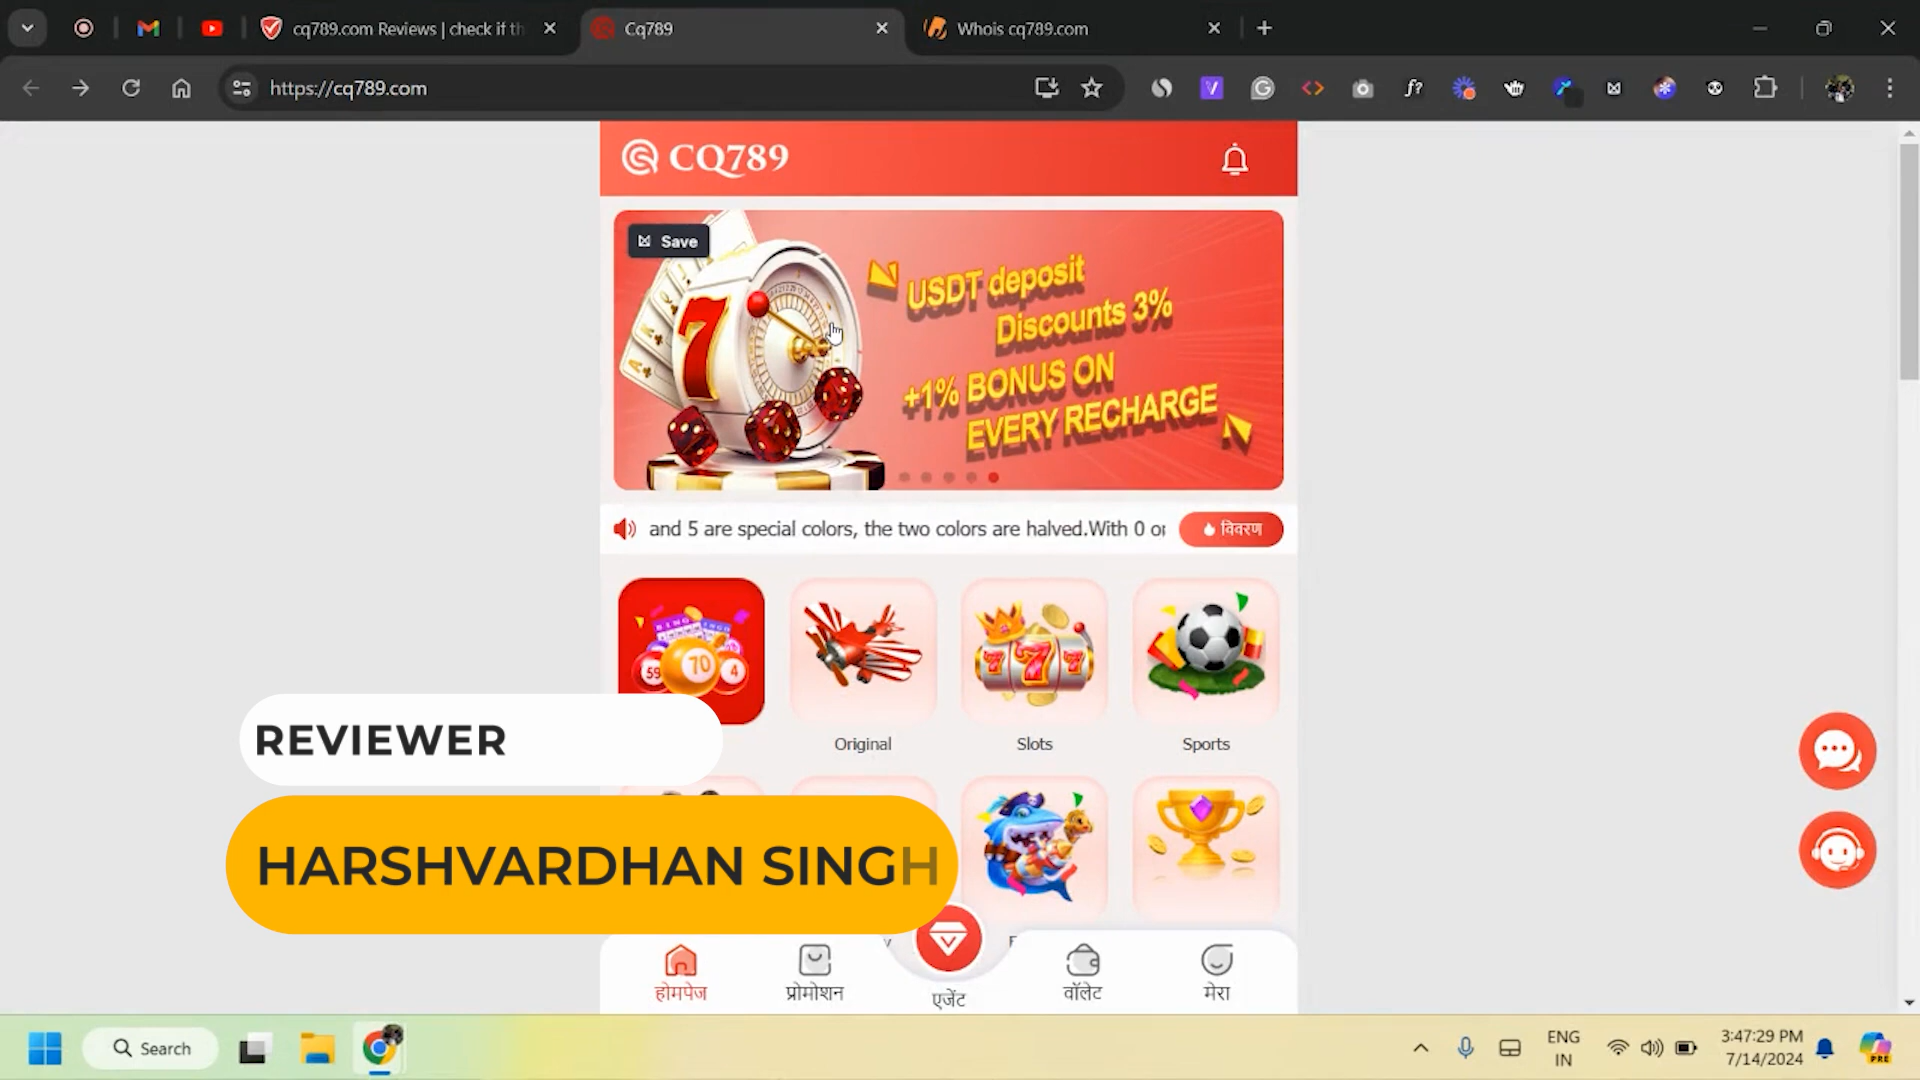 cq789.com Reviews | check if th
Cq789
Whois cq789.com
https://cq789.com
CQ789
Save
USDT deposit
Discounts 3%
+1% BONUS ON
EVERY RECHARGE
and 5 are special colors, the two colors are halved.With 0 or
विवरण
Original
Slots
Sports
REVIEWER
HARSHVARDHAN SINGH
होमपेज
प्रोमोशन
एजेंट
वॉलेट
मेरा
Search
ENG
IN
3:47:29 PM
7/14/2024
PRE